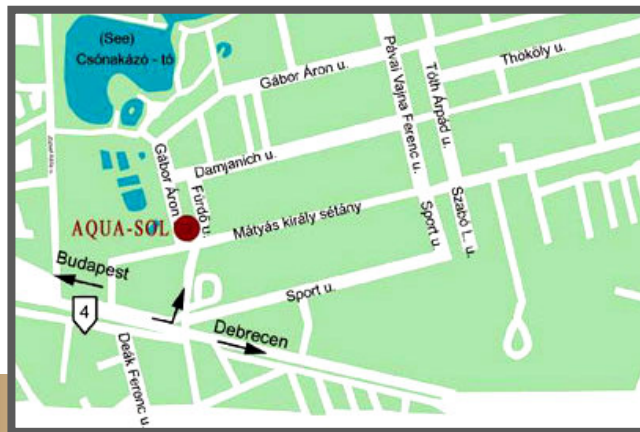 (See)
Csónakázó - tó
Gábor Áron u.
Pávai Vajna Ferenc u.
Tóth Árpád u.
Thököly u.
Gábor Áron
Fürdő u.
Damjanich u.
AQUA-SOL
Mátyás király sétány
Sport u.
Szabó L. u.
Budapest
4
Sport u.
Debrecen
Deák Ferenc u.